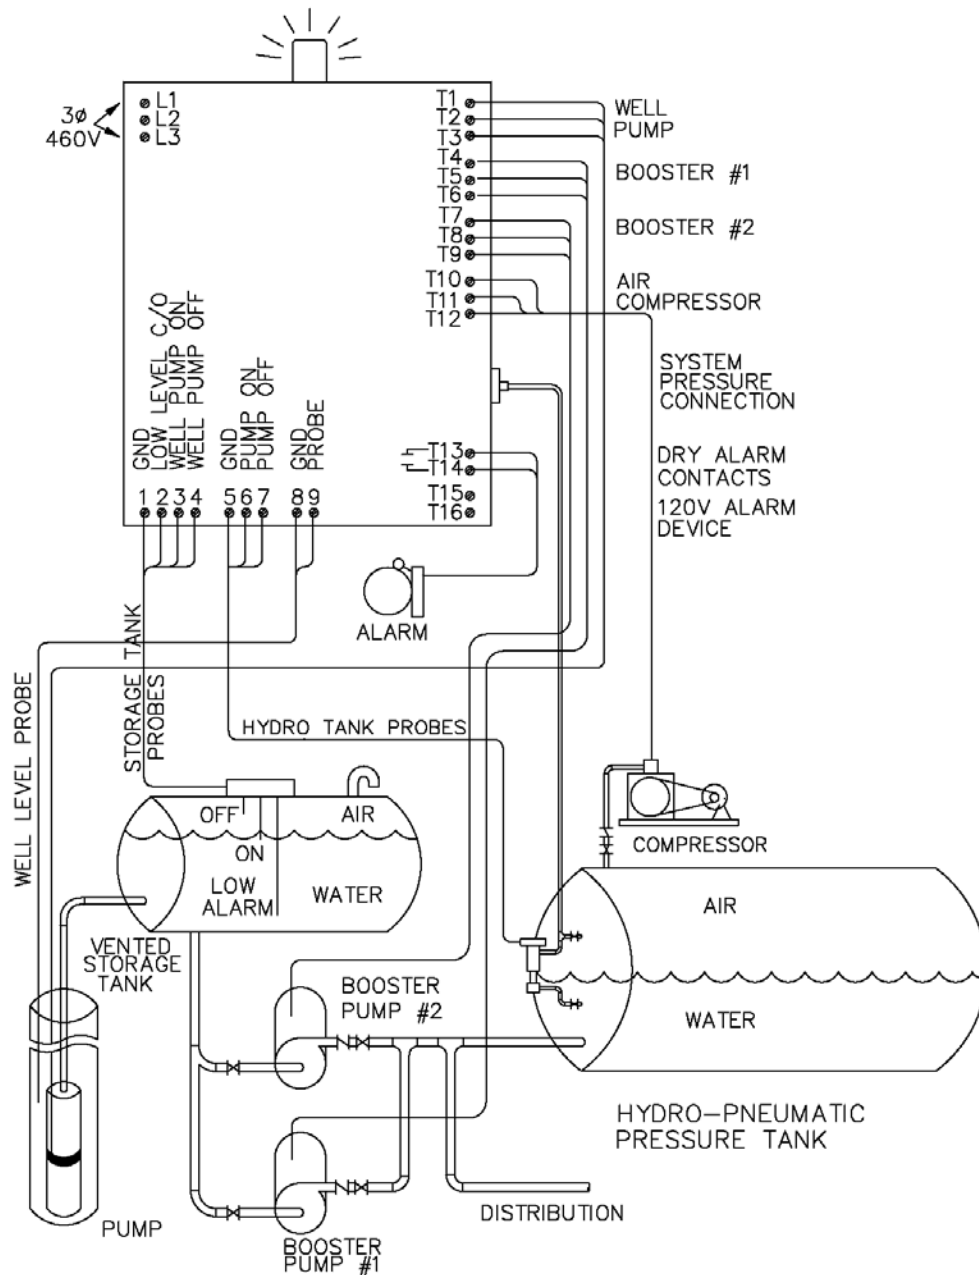 3ø
460V
L1
L2
L3
T1
T2
T3
T4
T5
T6
T7
T8
T9
T10
T11
T12
WELL
PUMP
BOOSTER #1
BOOSTER #2
AIR
COMPRESSOR
SYSTEM
PRESSURE
CONNECTION
GND
LOW LEVEL C/O
WELL PUMP ON
WELL PUMP OFF
GND
PUMP ON
PUMP OFF
GND
PROBE
1 2 3 4 5 6 7 8 9
T13
T14
T15
T16
DRY ALARM
CONTACTS
120V ALARM
DEVICE
ALARM
STORAGE TANK
PROBES
WELL LEVEL PROBE
HYDRO TANK PROBES
OFF
AIR
ON
LOW
ALARM
WATER
COMPRESSOR
VENTED
STORAGE
TANK
AIR
WATER
BOOSTER
PUMP #2
HYDRO-PNEUMATIC
PRESSURE TANK
PUMP
BOOSTER
PUMP #1
DISTRIBUTION